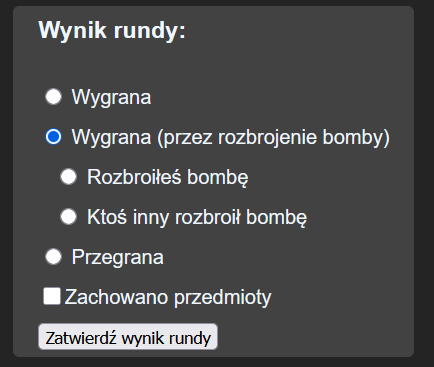 Wynik rundy:
Wygrana
Wygrana (przez rozbrojenie bomby)
Rozbroiłeś bombę
Ktoś inny rozbroił bombę
Przegrana
Zachowano przedmioty
Zatwierdź wynik rundy